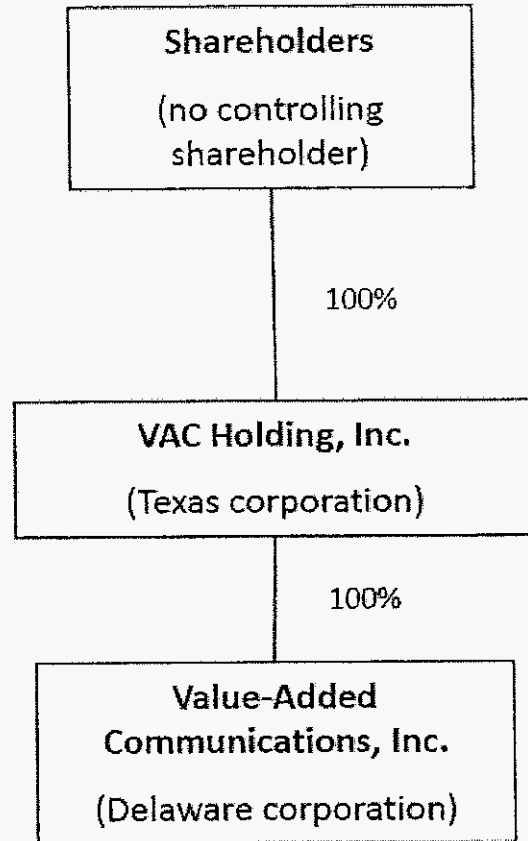 Shareholders
(no controlling
shareholder)
100%
VAC Holding, Inc.
(Texas corporation)
100%
Value-Added
Communications, Inc.
(Delaware corporation)